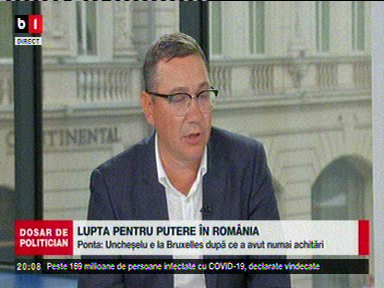 B1
DIRECT
CONTINENTAL
DOSAR DE
POLITICIAN
LUPTA PENTRU PUTERE ÎN ROMÂNIA
Ponta: Uncheșelu e la Bruxelles după ce a avut numai achitări
20:08 Peste 169 milioane de persoane infectate cu COVID-19, declarate vindecate